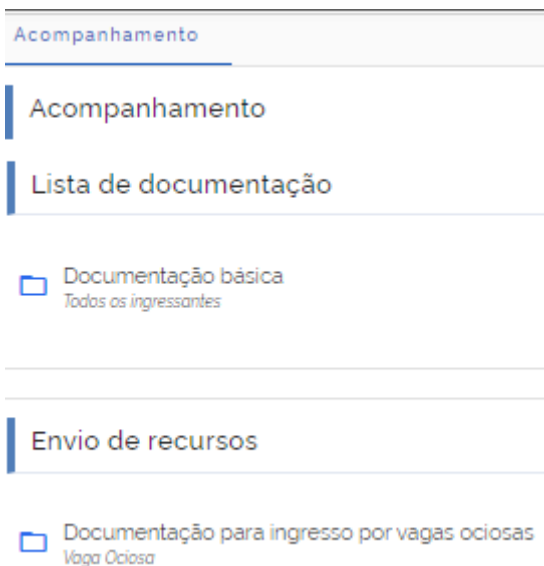 Acompanhamento
Acompanhamento
Lista de documentação
Documentação básica
Todos os ingressantes
Envio de recursos
Documentação para ingresso por vagas ociosas
Vaga Ociosa